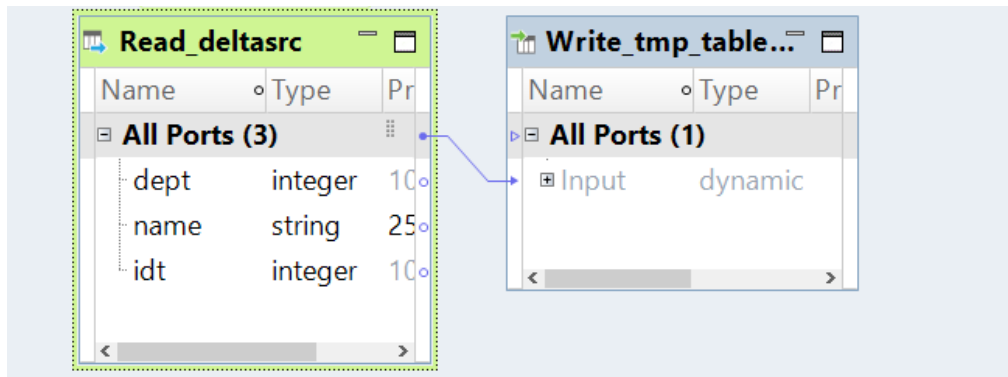 Read_deltasrc
Name Type Pr
All Ports (3)
dept integer 10
name string 25
idt integer 10
Write_tmp_table...
Name Type Pr
All Ports (1)
Input dynamic